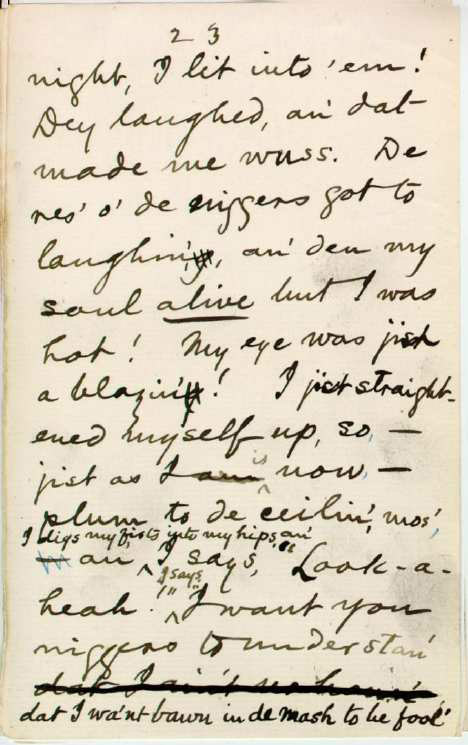 23
night, I lit into 'em!
Dey laughed, an' dat
made me wuss. De
res' o' de niggers got to
laughin', an' den my
soul alive but I was
hot! My eye was jist
a blazin'! I jist straight-
ened myself up, so, —
jist as I is now, —
plum to de ceilin', mos',
I digs my fists into my hips, an'
an' I says, "Look-a-
I says,
heah!" "I want you
niggers to understan'
dat I wa'nt bawn in de mash to be fool'